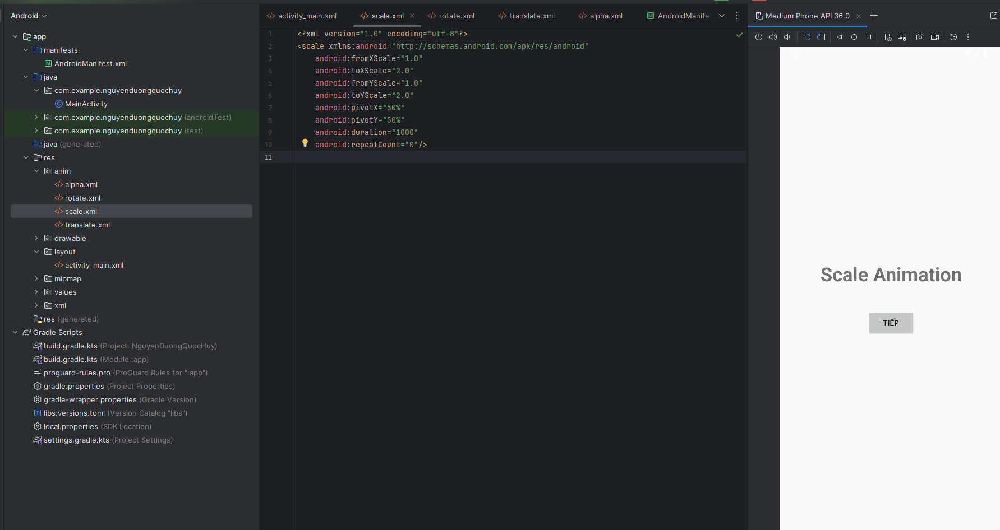 Android
app
manifests
AndroidManifest.xml
java
com.example.nguyenduongquochuy
MainActivity
com.example.nguyenduongquochuy (androidTest)
com.example.nguyenduongquochuy (test)
java (generated)
res
anim
alpha.xml
rotate.xml
scale.xml
translate.xml
drawable
layout
activity_main.xml
mipmap
values
xml
res (generated)
Gradle Scripts
build.gradle.kts (Project: NguyenDuongQuocHuy)
build.gradle.kts (Module :app)
proguard-rules.pro (ProGuard Rules for ":app")
gradle.properties (Project Properties)
gradle-wrapper.properties (Gradle Version)
libs.versions.toml (Version Catalog "libs")
local.properties (SDK Location)
settings.gradle.kts (Project Settings)
activity_main.xml scale.xml rotate.xml translate.xml alpha.xml AndroidManife
1 <?xml version="1.0" encoding="utf-8"?>
2 <scale xmlns:android="http://schemas.android.com/apk/res/android"
3 android:fromXScale="1.0"
4 android:toXScale="2.0"
5 android:fromYScale="1.0"
6 android:toYScale="2.0"
7 android:pivotX="50%"
8 android:pivotY="50%"
9 android:duration="1000"
10 android:repeatCount="0"/>
11
Medium Phone API 36.0
Scale Animation
TIẾP